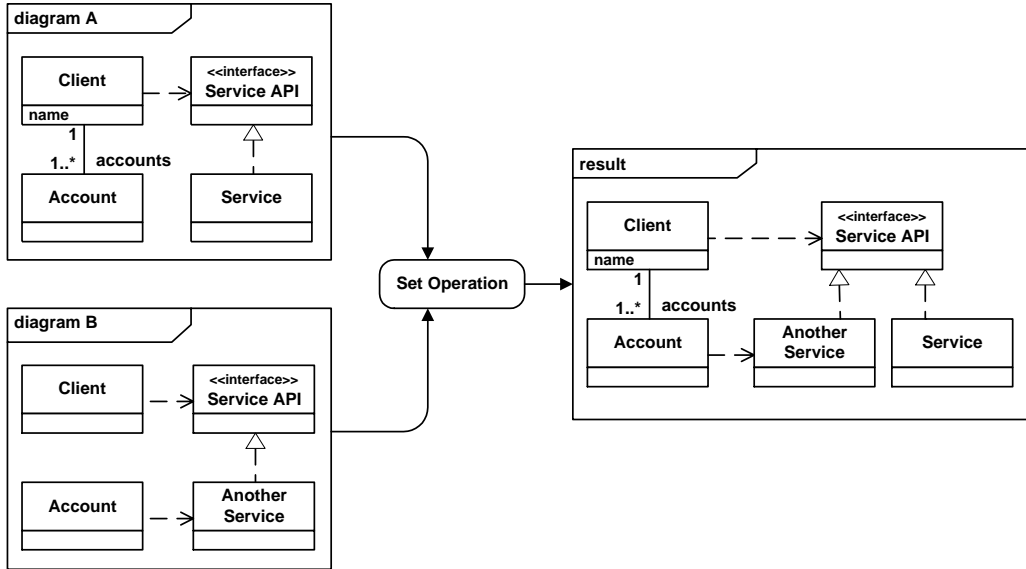 diagram A
Client
name
<<interface>>
Service API
1
1..*
accounts
Account
Service
diagram B
Client
<<interface>>
Service API
Account
Another
Service
Set Operation
result
Client
name
<<interface>>
Service API
1
1..*
accounts
Account
Another
Service
Service